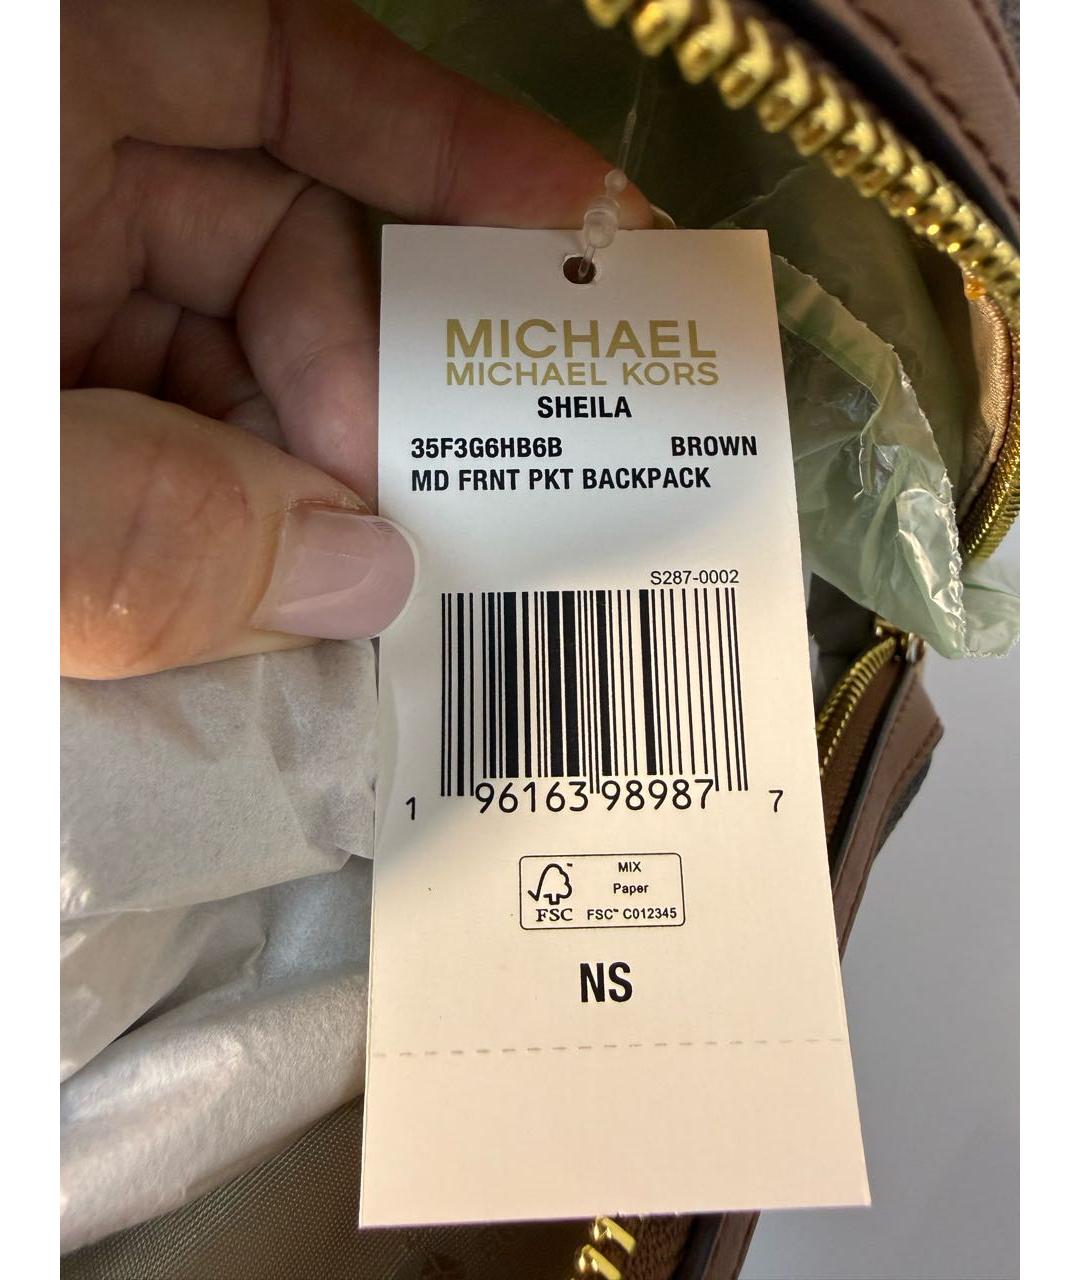 MICHAEL
MICHAEL KORS
SHEILA
35F3G6HB6B BROWN
MD FRNT PKT BACKPACK
S287-0002
1 96163 98987 7
MIX
Paper
FSC™ C012345
FSC
NS